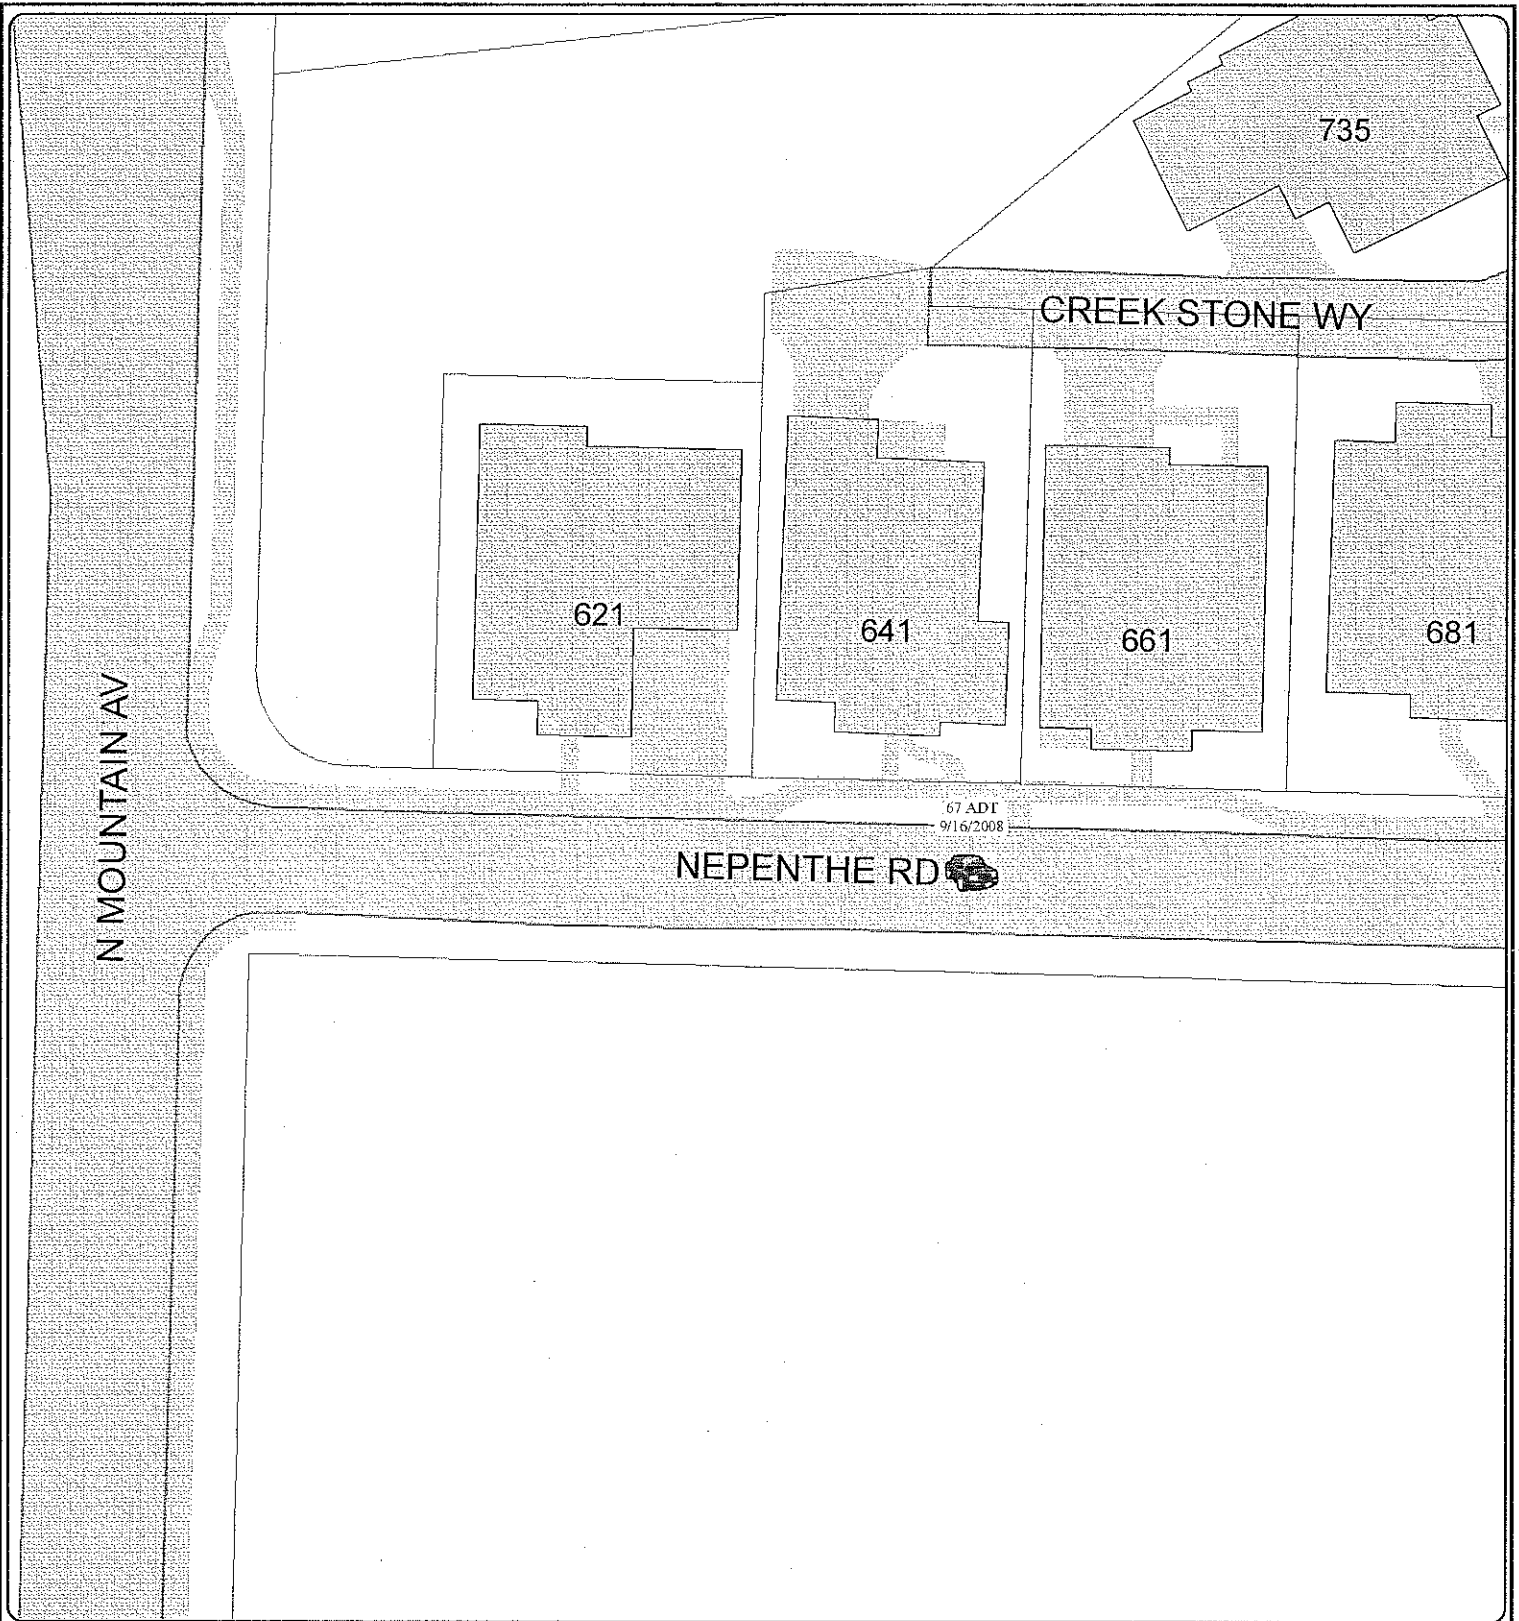 735
CREEK STONE WY
621
641
661
681
N MOUNTAIN AV
67 ADT
9/16/2008
NEPENTHE RD